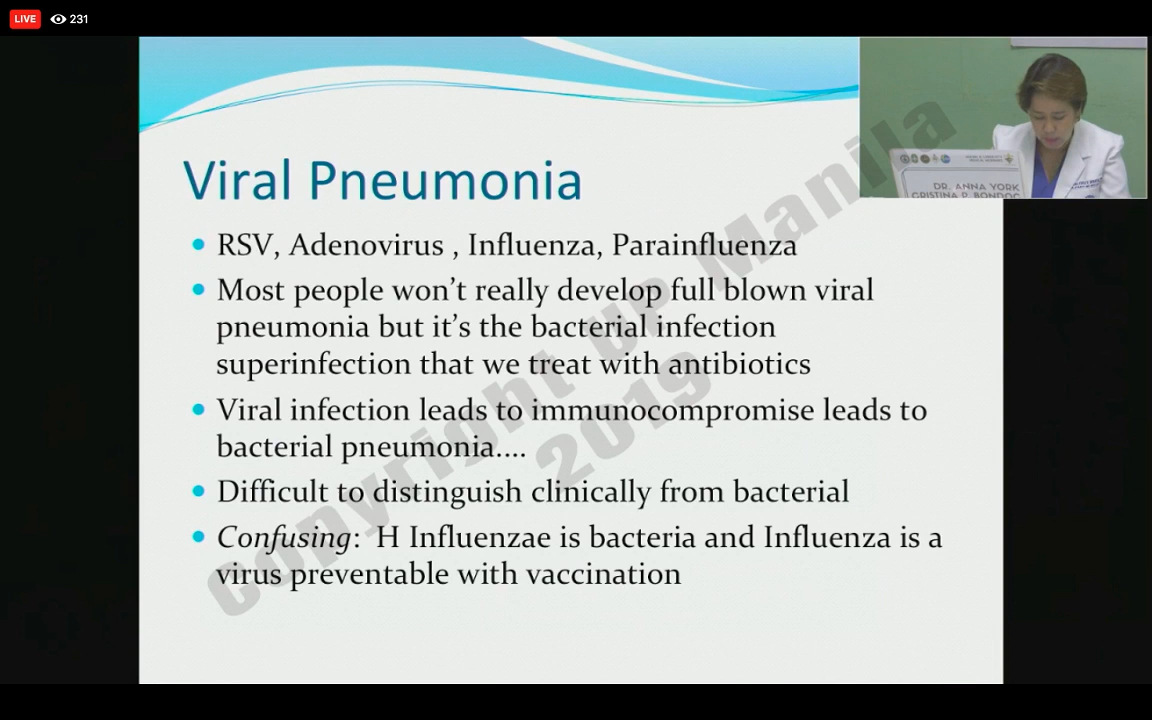 LIVE 231
Viral Pneumonia
RSV, Adenovirus , Influenza, Parainfluenza
Most people won't really develop full blown viral
pneumonia but it's the bacterial infection
superinfection that we treat with antibiotics
Viral infection leads to immunocompromise leads to
bacterial pneumonia....
Difficult to distinguish clinically from bacterial
Confusing: H Influenzae is bacteria and Influenza is a
virus preventable with vaccination
Copyright UP Manila
2019
DR. ANNA YORK
CRISTINA P. BONDOC